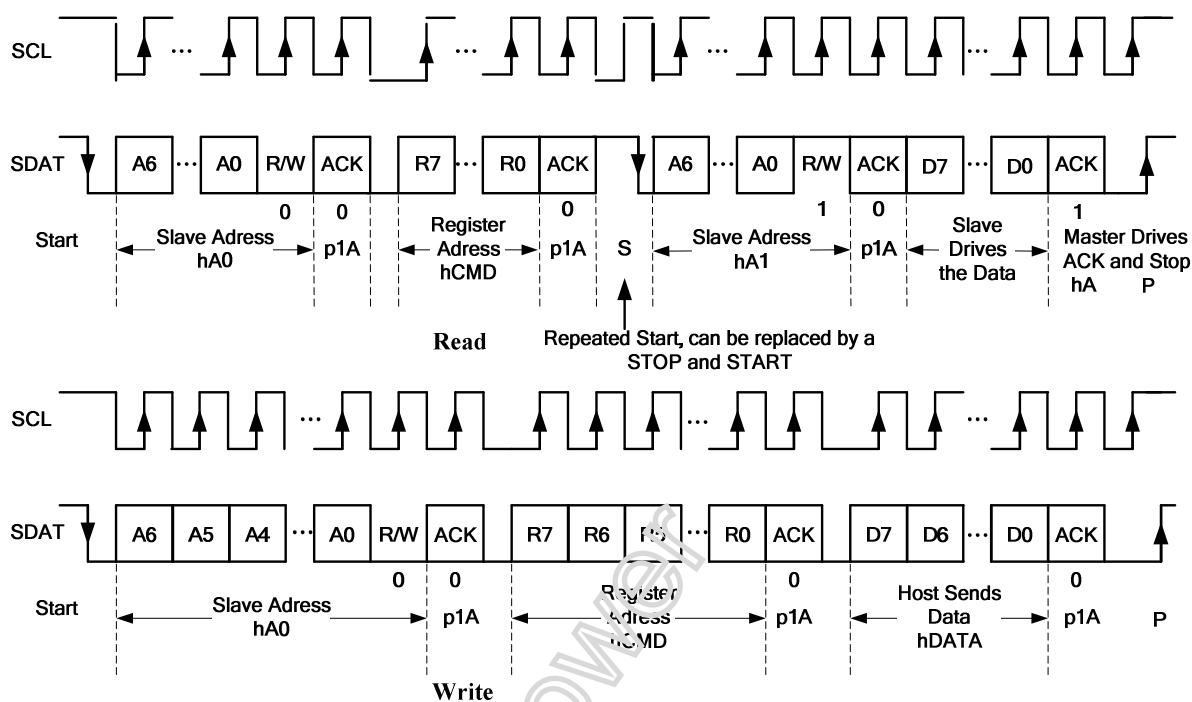 SCL ... ... ... ...
SDAT A6 ... A0 R/W ACK R7 ... R0 ACK A6 ... A0 R/W ACK D7 ... D0 ACK
0 0 0 1 0 1
Start Slave Adress hA0 p1A Register Adress hCMD p1A S Slave Adress hA1 p1A Slave Drives the Data Master Drives ACK and Stop hA P
Read
Repeated Start, can be replaced by a
STOP and START
SCL ... ... ...
SDAT A6 A5 A4 ... A0 R/W ACK R7 R6 R5 ... R0 ACK D7 D6 ... D0 ACK
0 0 0 0
Start Slave Adress hA0 p1A Register Adress hCMD p1A Host Sends Data hDATA p1A P
Write